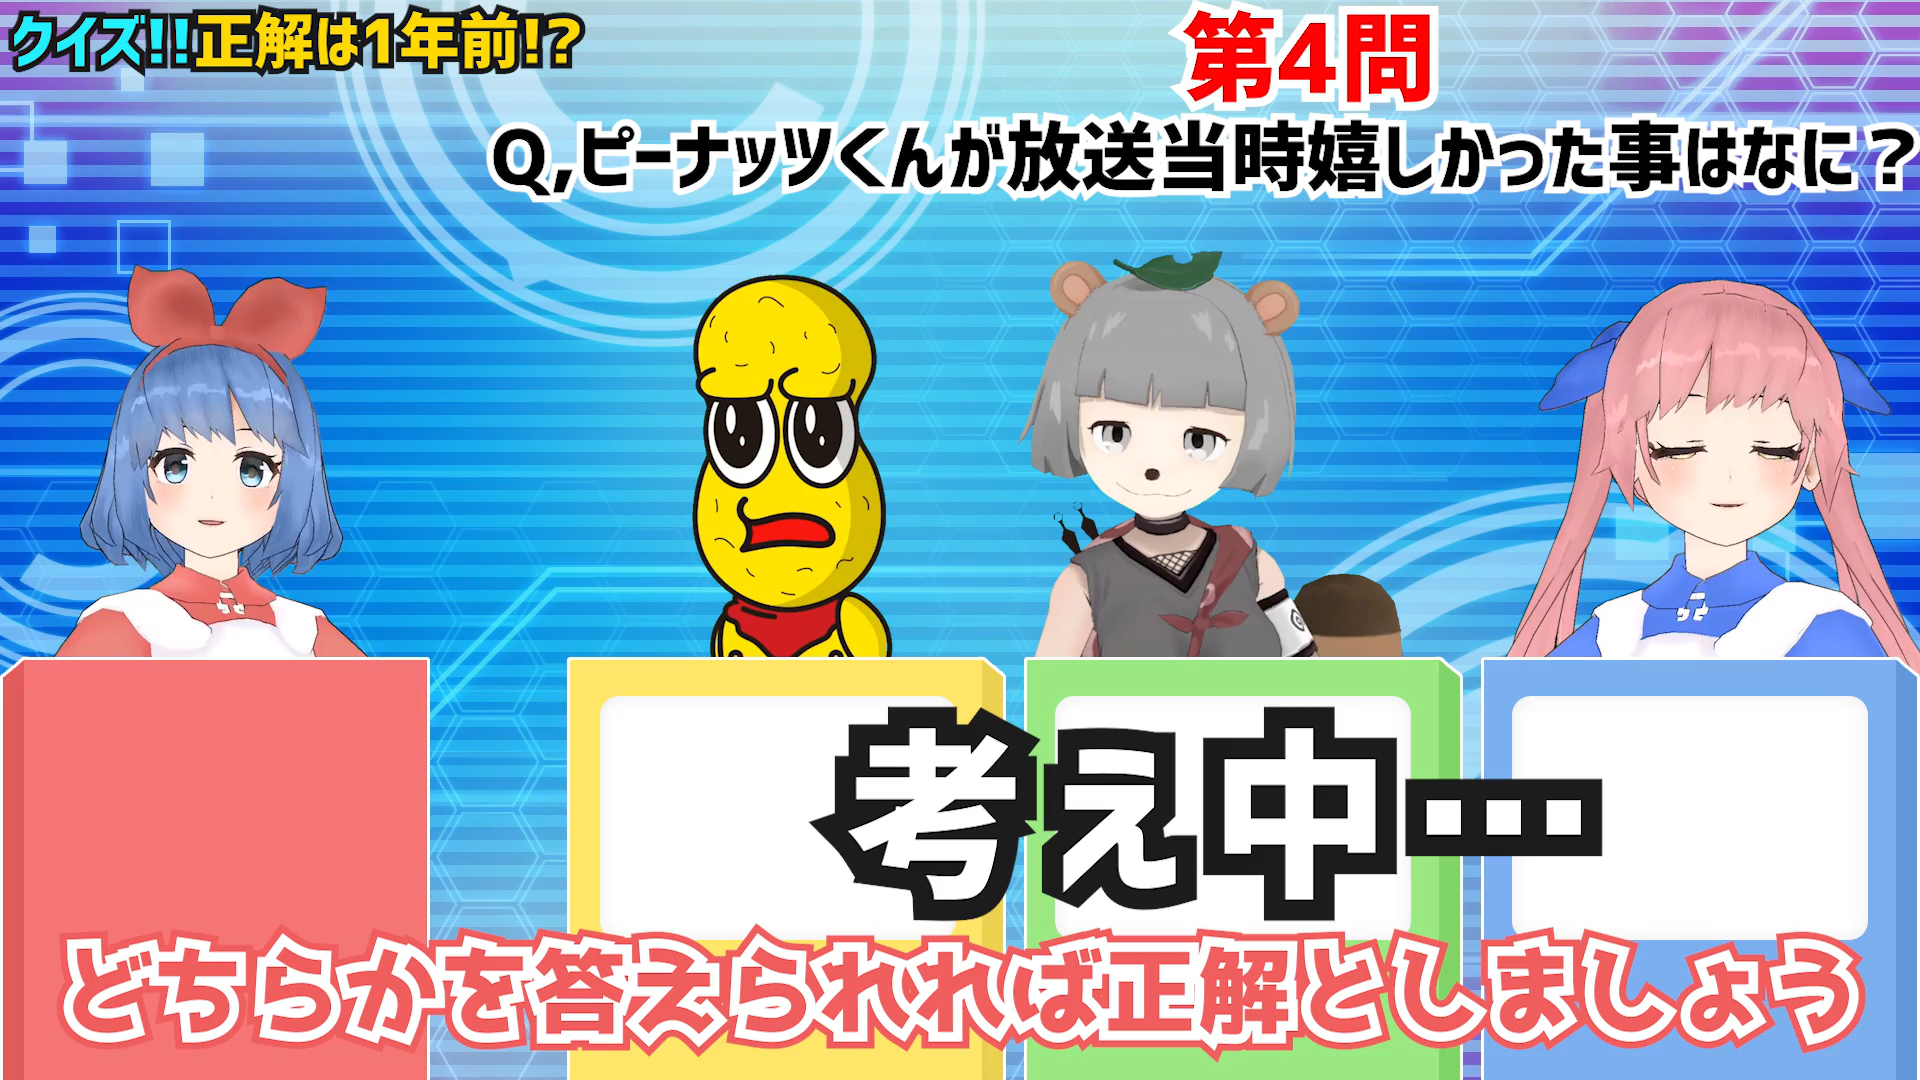 クイズ!!正解は1年前!?
第4問
Q,ピーナッツくんが放送当時嬉しかった事はなに？
考え中…
どちらかを答えられれば正解としましょう